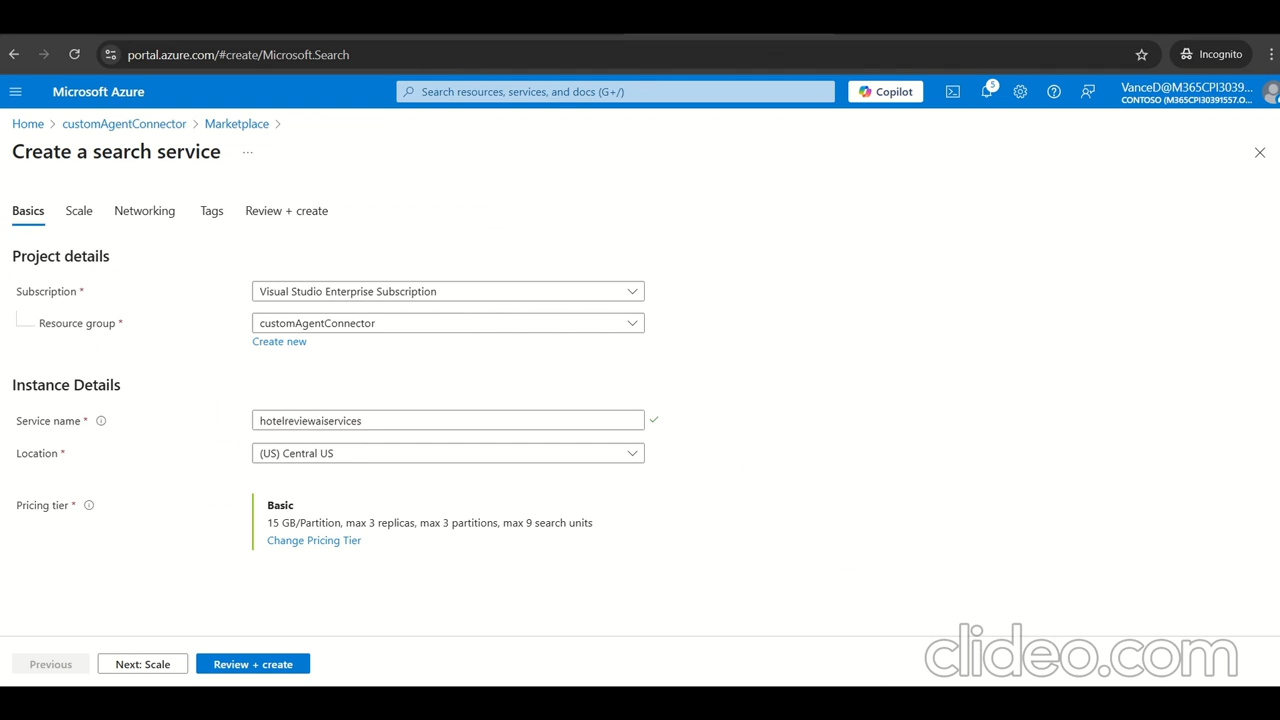 portal.azure.com/#create/Microsoft.Search
Incognito
Microsoft Azure
Search resources, services, and docs (G+/)
Copilot
5
VanceD@M365CPI3039...
CONTOSO (M365CPI30391557.O...
Home > customAgentConnector > Marketplace >
Create a search service ...
Basics Scale Networking Tags Review + create
Project details
Subscription * Visual Studio Enterprise Subscription
Resource group * customAgentConnector
Create new
Instance Details
Service name * hotelreviewaiservices
Location * (US) Central US
Pricing tier * Basic
15 GB/Partition, max 3 replicas, max 3 partitions, max 9 search units
Change Pricing Tier
Previous Next: Scale Review + create
clideo.com